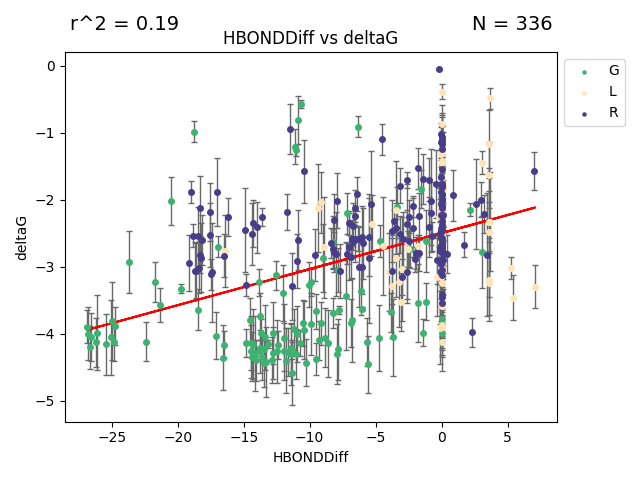 r^2 = 0.19
N = 336
HBONDDiff vs deltaG
G
L
R
deltaG
0
−1
−2
−3
−4
−5
−25
−20
−15
−10
−5
0
5
HBONDDiff